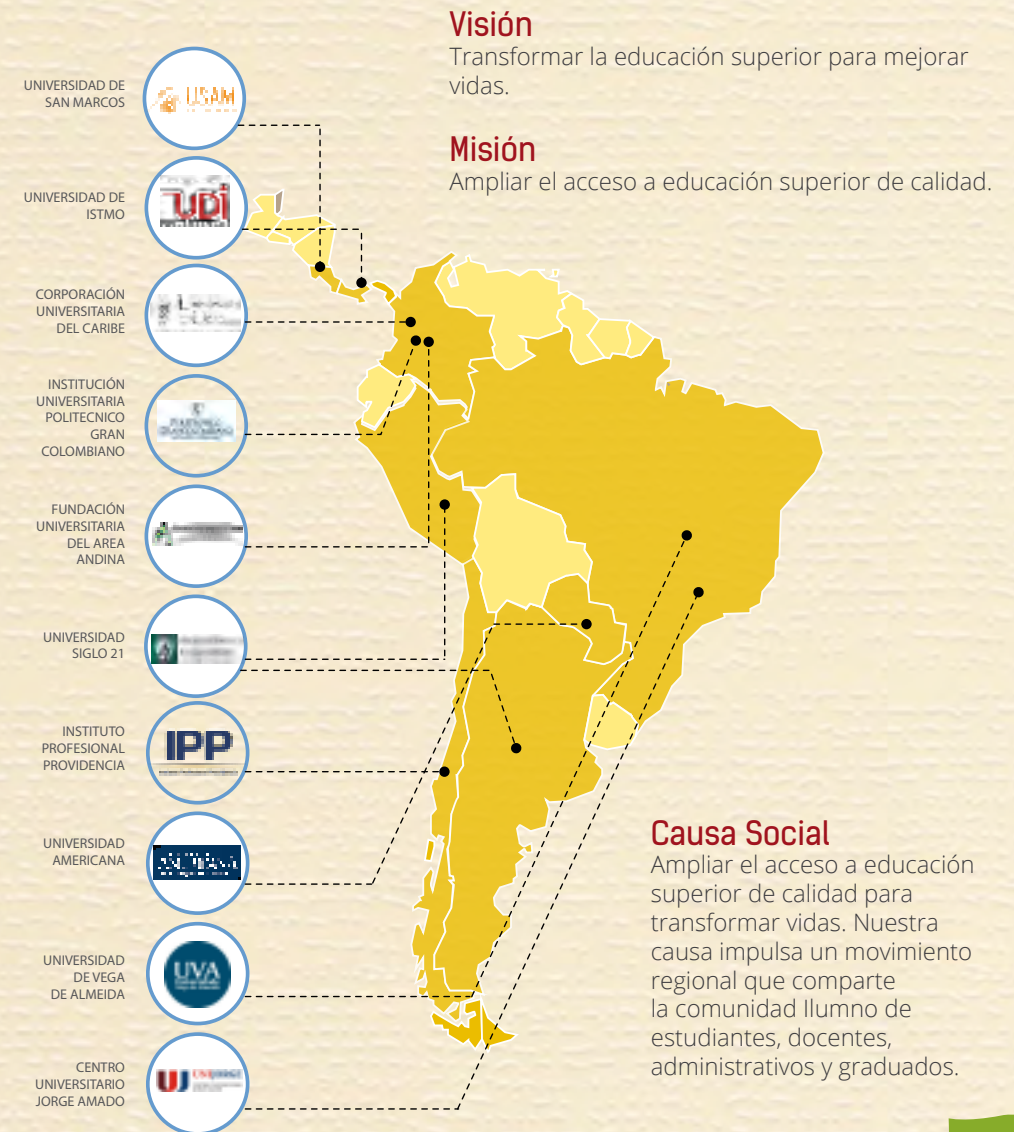 Visión
Transformar la educación superior para mejorar
vidas.
Misión
Ampliar el acceso a educación superior de calidad.
UNIVERSIDAD DE
SAN MARCOS
USAM
UNIVERSIDAD DE
ISTMO
UDI
CORPORACIÓN
UNIVERSITARIA
DEL CARIBE
INSTITUCIÓN
UNIVERSITARIA
POLITECNICO
GRAN
COLOMBIANO
FUNDACIÓN
UNIVERSITARIA
DEL AREA
ANDINA
UNIVERSIDAD
SIGLO 21
INSTITUTO
PROFESIONAL
PROVIDENCIA
IPP
UNIVERSIDAD
AMERICANA
UNIVERSIDAD
DE VEGA
DE ALMEIDA
UVA
CENTRO
UNIVERSITARIO
JORGE AMADO
UJ UNIJORGE
Causa Social
Ampliar el acceso a educación
superior de calidad para
transformar vidas. Nuestra
causa impulsa un movimiento
regional que comparte
la comunidad Ilumno de
estudiantes, docentes,
administrativos y graduados.